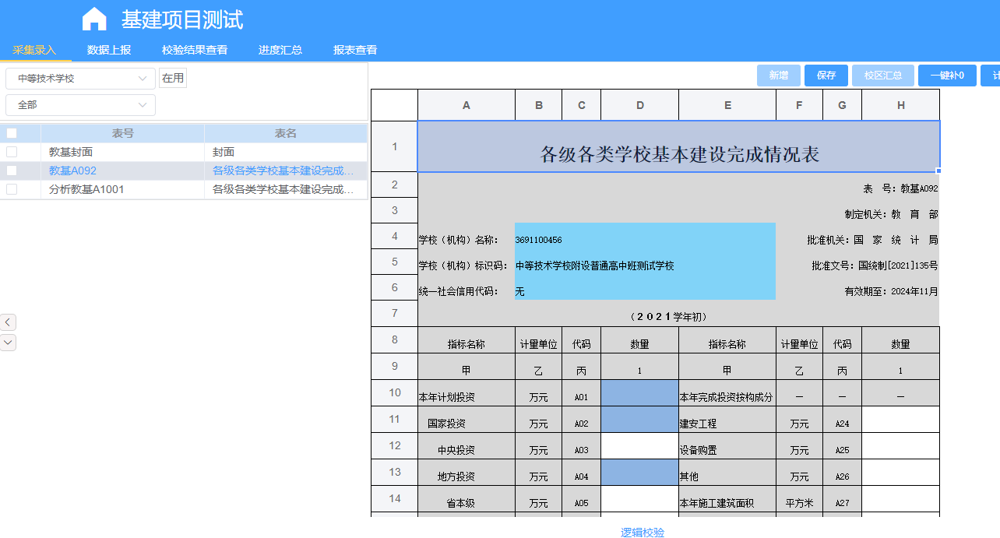 基建项目测试
采集录入 数据上报 校验结果查看 进度汇总 报表查看
中等技术学校 在用
全部
新增 保存 校区汇总 一键补0 计
表号 表名
教基封面 封面
教基A092 各级各类学校基本建设完成...
分析教基A1001 各级各类学校基本建设完成...
A B C D E F G H
1 各级各类学校基本建设完成情况表
2 表 号：教基A092
3 制定机关：教 育 部
4 学校（机构）名称： 3691100456 批准机关：国 家 统 计 局
5 学校（机构）标识码： 中等技术学校附设普通高中班测试学校 批准文号：国统制[2021]135号
6 统一社会信用代码： 无 有效期至：2024年11月
7 （２０２１学年初）
8 指标名称 计量单位 代码 数量 指标名称 计量单位 代码 数量
9 甲 乙 丙 1 甲 乙 丙 1
10 本年计划投资 万元 A01 本年完成投资按构成分 — — —
11 国家投资 万元 A02 建安工程 万元 A24
12 中央投资 万元 A03 设备购置 万元 A25
13 地方投资 万元 A04 其他 万元 A26
14 省本级 万元 A05 本年施工建筑面积 平方米 A27
逻辑校验